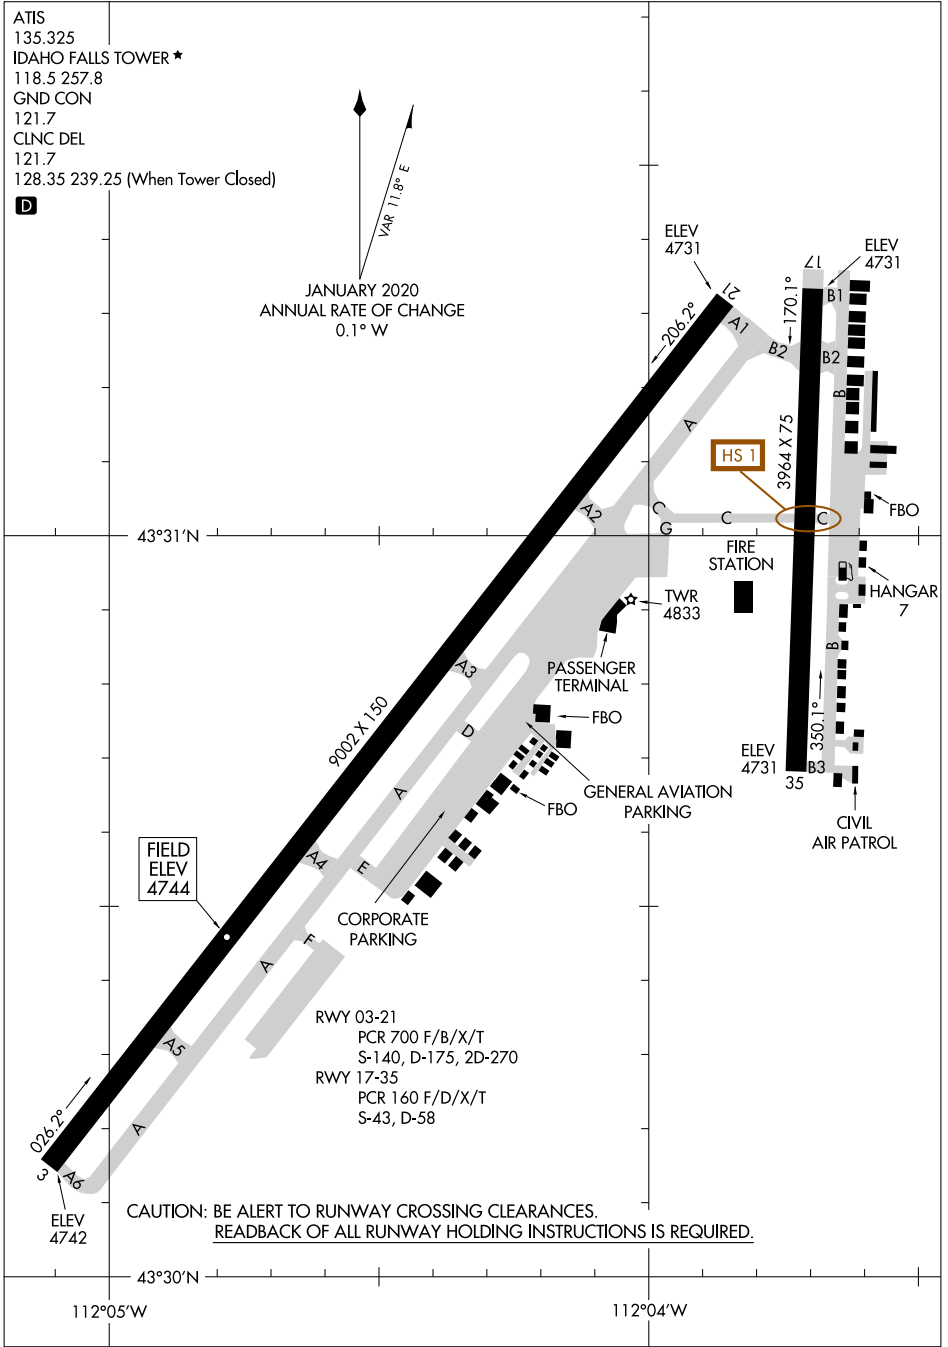 ATIS
135.325
IDAHO FALLS TOWER ★
118.5 257.8
GND CON
121.7
CLNC DEL
121.7
128.35 239.25 (When Tower Closed)
D
VAR 11.8° E
JANUARY 2020
ANNUAL RATE OF CHANGE
0.1° W
ELEV
4731
21
206.2°
A1
B2
17
170.1°
ELEV
4731
B1
B2
B
A
3964 X 75
HS 1
A2
C
G
C
C
FBO
43°31'N
FIRE
STATION
HANGAR
7
TWR
4833
PASSENGER
TERMINAL
A3
B
9002 X 150
D
FBO
350.1°
ELEV
4731
35
B3
A
GENERAL AVIATION
PARKING
FBO
CIVIL
AIR PATROL
FIELD
ELEV
4744
A4
E
CORPORATE
PARKING
F
A
RWY 03-21
PCR 700 F/B/X/T
S-140, D-175, 2D-270
RWY 17-35
PCR 160 F/D/X/T
S-43, D-58
A5
026.2°
A
3
A6
ELEV
4742
CAUTION: BE ALERT TO RUNWAY CROSSING CLEARANCES.
READBACK OF ALL RUNWAY HOLDING INSTRUCTIONS IS REQUIRED.
43°30'N
112°05'W
112°04'W